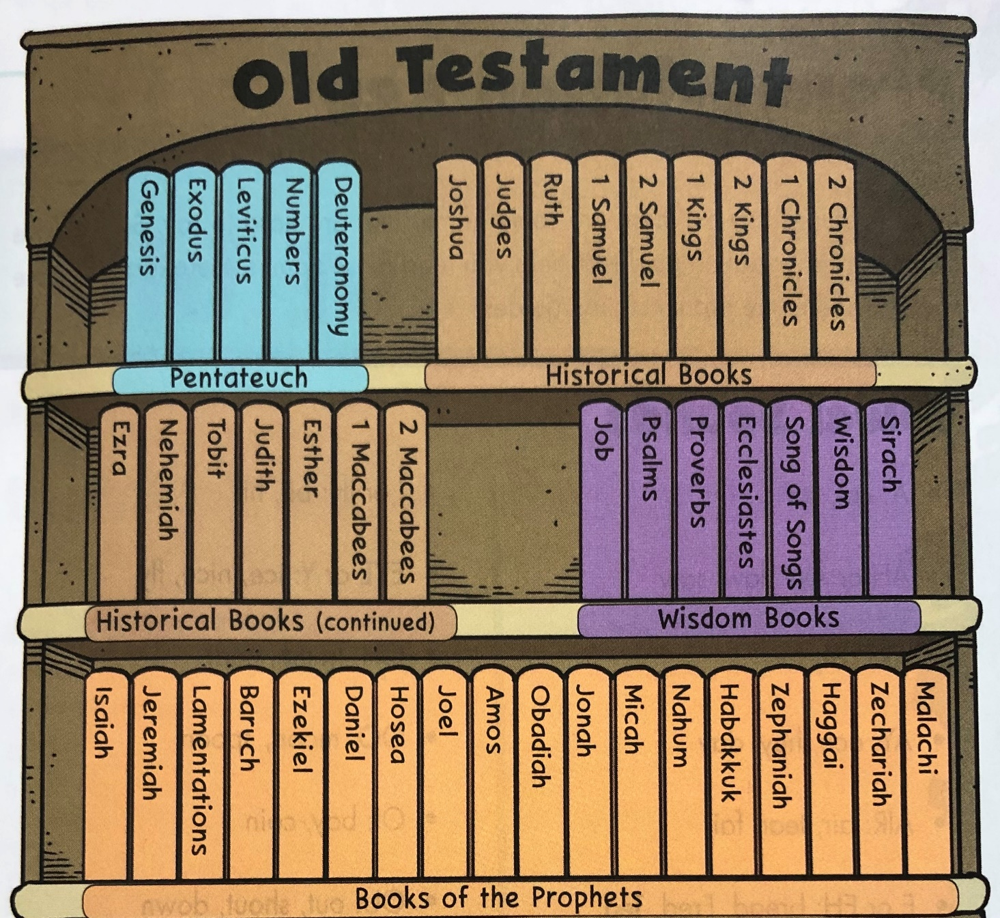 Old Testament
Genesis
Exodus
Leviticus
Numbers
Deuteronomy
Joshua
Judges
Ruth
1 Samuel
2 Samuel
1 Kings
2 Kings
1 Chronicles
2 Chronicles
Pentateuch
Historical Books
Ezra
Nehemiah
Tobit
Judith
Esther
1 Maccabees
2 Maccabees
Job
Psalms
Proverbs
Ecclesiastes
Song of Songs
Wisdom
Sirach
Historical Books (continued)
Wisdom Books
Isaiah
Jeremiah
Lamentations
Baruch
Ezekiel
Daniel
Hosea
Joel
Amos
Obadiah
Jonah
Micah
Nahum
Habakkuk
Zephaniah
Haggai
Zechariah
Malachi
Books of the Prophets